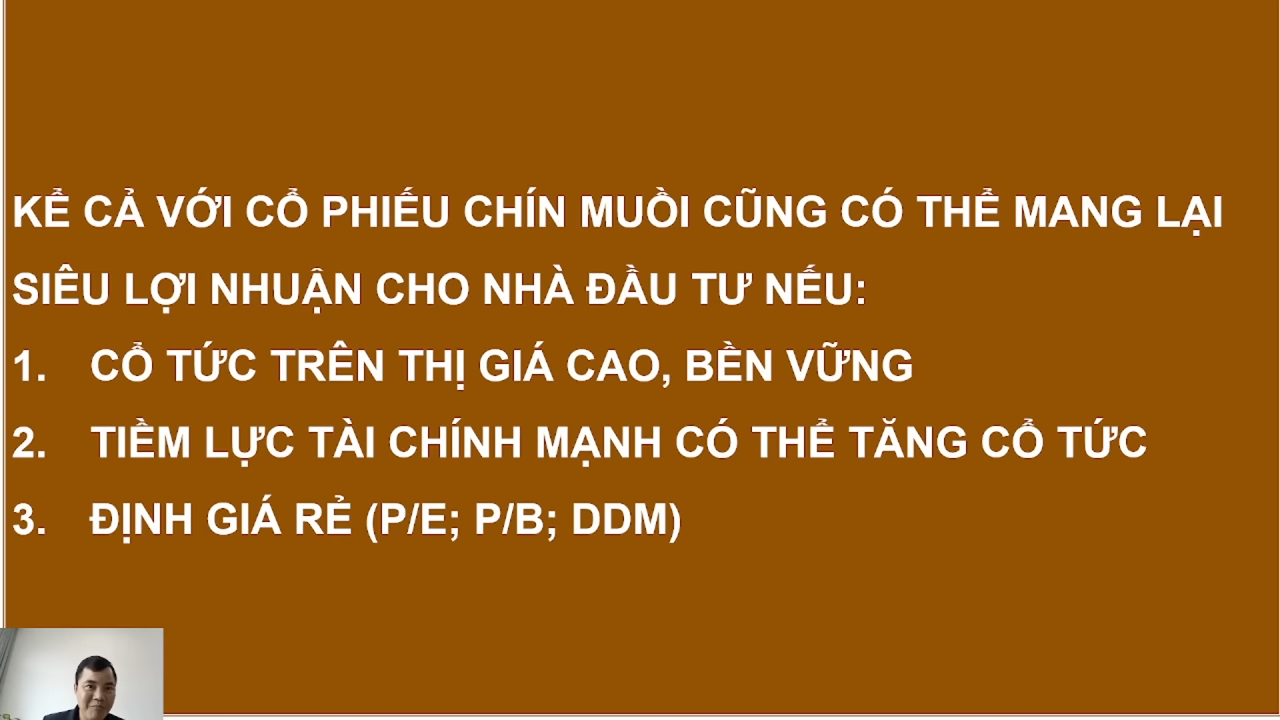 KỂ CẢ VỚI CỔ PHIẾU CHÍN MUỒI CŨNG CÓ THỂ MANG LẠI
SIÊU LỢI NHUẬN CHO NHÀ ĐẦU TƯ NẾU:
1. CỔ TỨC TRÊN THỊ GIÁ CAO, BỀN VỮNG
2. TIỀM LỰC TÀI CHÍNH MẠNH CÓ THỂ TĂNG CỔ TỨC
3. ĐỊNH GIÁ RẺ (P/E; P/B; DDM)